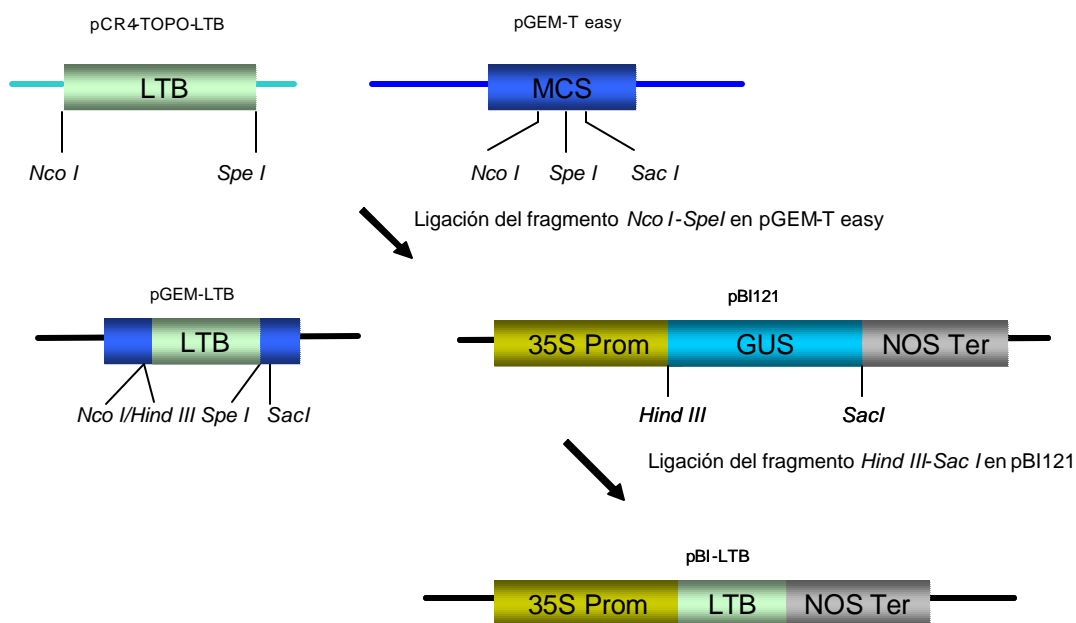 pCR4-TOPO-LTB
pGEM-T easy
LTB
MCS
Nco I
Spe I
Nco I
Spe I
Sac I
Ligación del fragmento Nco I-SpeI en pGEM-T easy
pGEM-LTB
pBI121
LTB
35S Prom
GUS
NOS Ter
Nco I/Hind III
Spe I
SacI
Hind III
SacI
Ligación del fragmento Hind III-Sac I en pBI121
pBI-LTB
35S Prom
LTB
NOS Ter